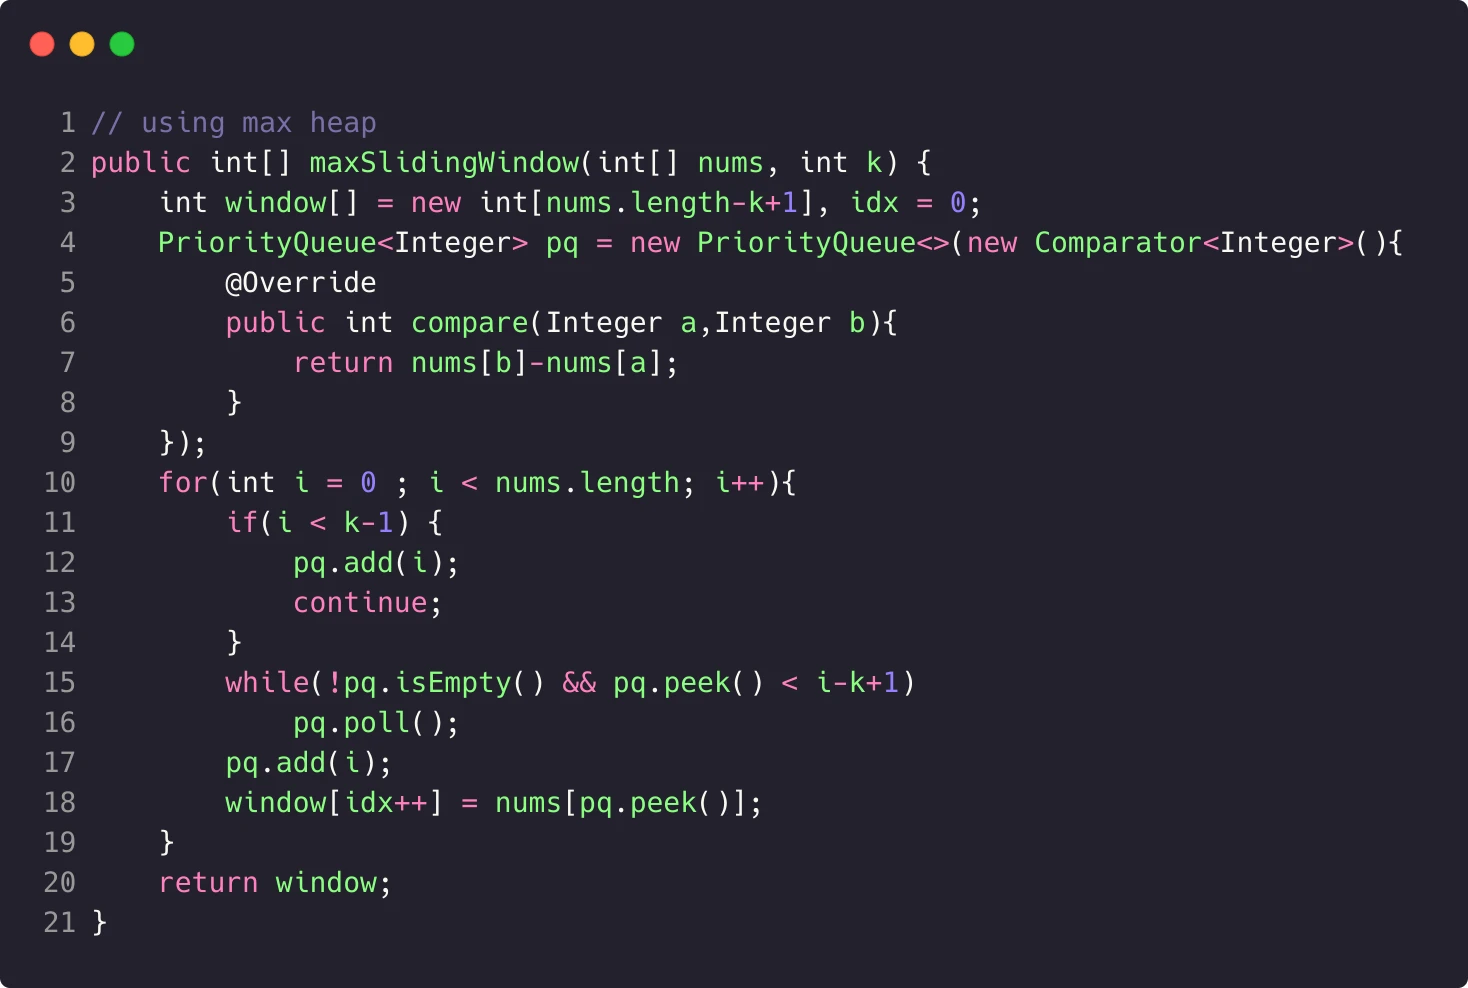 1 // using max heap
2 public int[] maxSlidingWindow(int[] nums, int k) {
3     int window[] = new int[nums.length-k+1], idx = 0;
4     PriorityQueue<Integer> pq = new PriorityQueue<>(new Comparator<Integer>(){
5         @Override
6         public int compare(Integer a,Integer b){
7             return nums[b]-nums[a];
8         }
9     });
10     for(int i = 0 ; i < nums.length; i++){
11         if(i < k-1) {
12             pq.add(i);
13             continue;
14         }
15         while(!pq.isEmpty() && pq.peek() < i-k+1)
16             pq.poll();
17         pq.add(i);
18         window[idx++] = nums[pq.peek()];
19     }
20     return window;
21 }